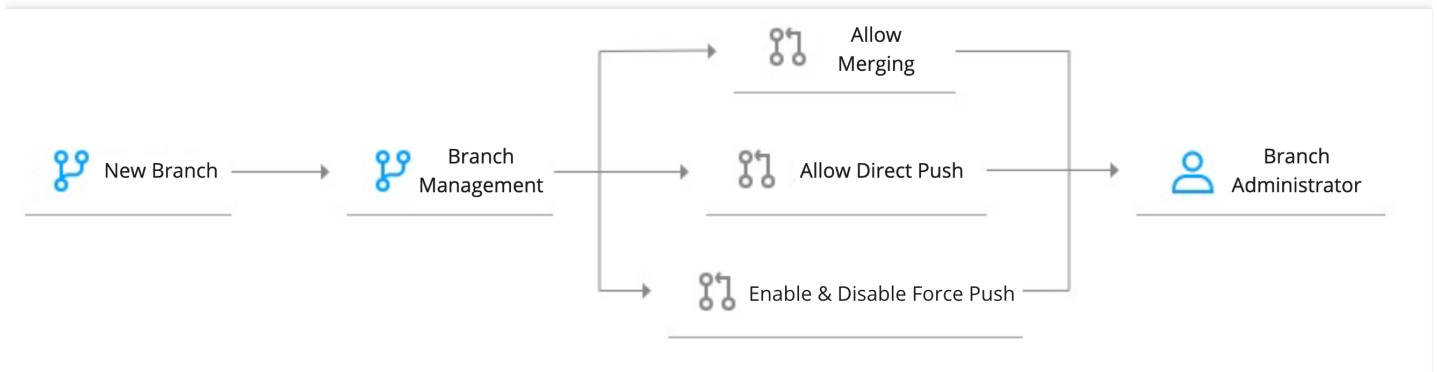 New Branch
Branch
Management
Allow
Merging
Allow Direct Push
Enable & Disable Force Push
Branch
Administrator